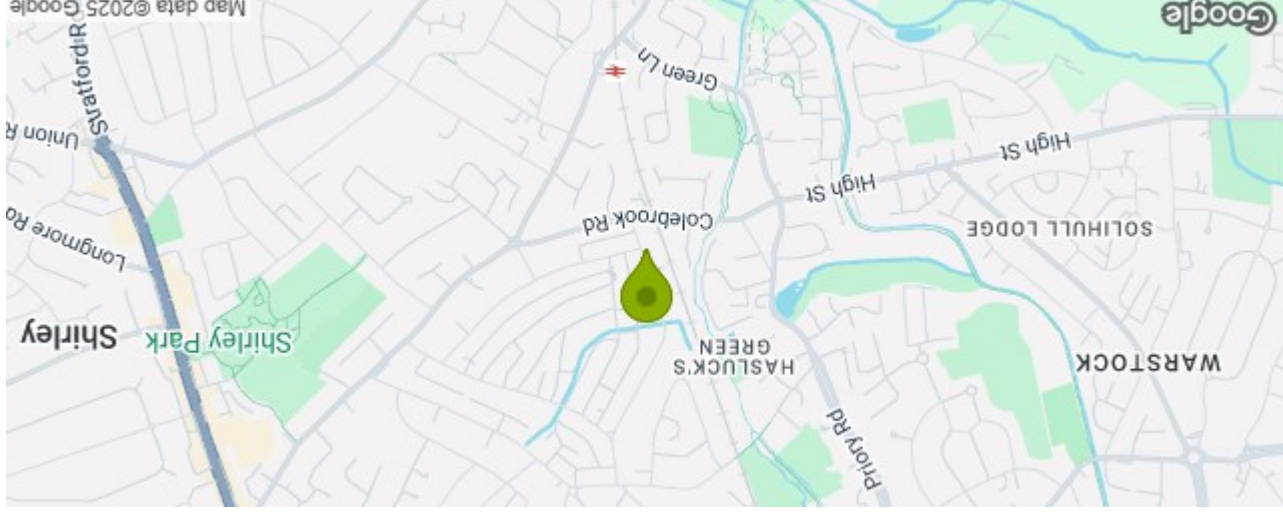 Priory Rd
WARSTOCK
HASLUCK'S
GREEN
Shirley Park
Shirley
Longmore Ro
SOLIHULL LODGE
Colebrook Rd
High St
High St
Union R
Green Ln
Stratford R
Google
Map data ©2025 Google